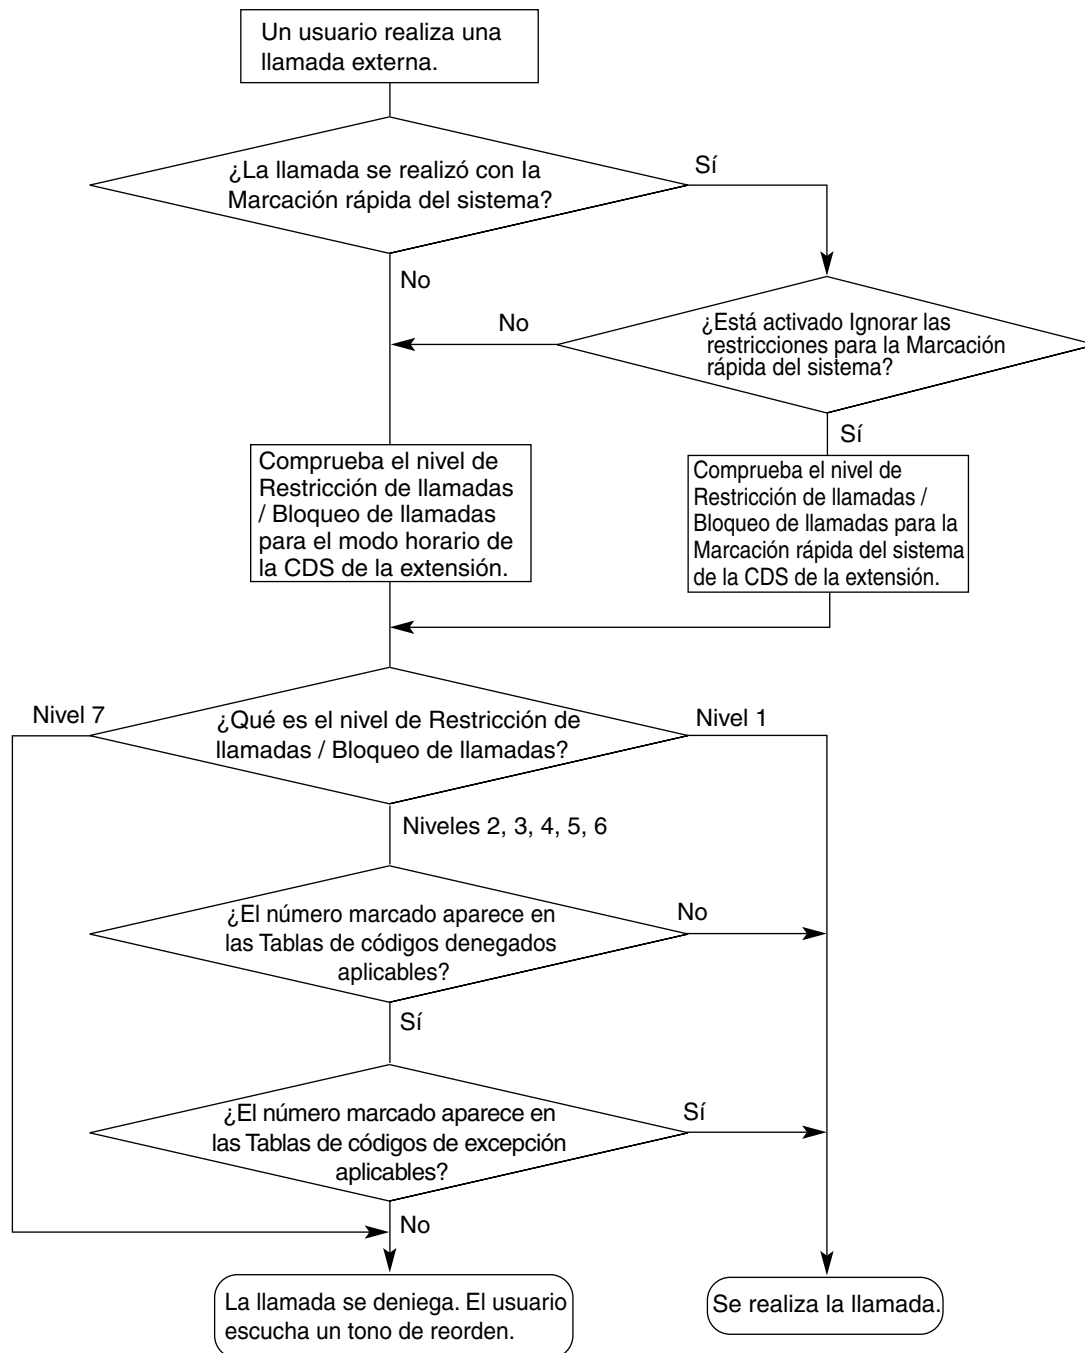 Un usuario realiza una
llamada externa.
¿La llamada se realizó con la
Marcación rápida del sistema?
Sí
No
¿Está activado Ignorar las
restricciones para la Marcación
rápida del sistema?
No
Sí
Comprueba el nivel de
Restricción de llamadas
/ Bloqueo de llamadas
para el modo horario de
la CDS de la extensión.
Comprueba el nivel de
Restricción de llamadas /
Bloqueo de llamadas para la
Marcación rápida del sistema
de la CDS de la extensión.
Nivel 7
¿Qué es el nivel de Restricción de
llamadas / Bloqueo de llamadas?
Nivel 1
Niveles 2, 3, 4, 5, 6
¿El número marcado aparece en
las Tablas de códigos denegados
aplicables?
No
Sí
¿El número marcado aparece en
las Tablas de códigos de excepción
aplicables?
Sí
No
La llamada se deniega. El usuario
escucha un tono de reorden.
Se realiza la llamada.